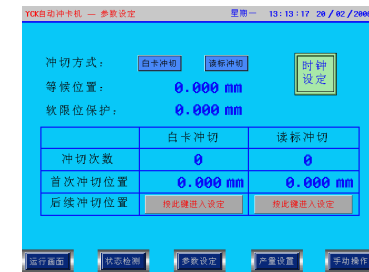 YCK自动冲卡机 — 参数设定 星期一 13:13:17 20/02/200
冲切方式: 白卡冲切 读标冲切 时钟设定
等候位置: 0.000 mm
软限位保护: 0.000 mm
白卡冲切 读标冲切
冲切次数 0 0
首次冲切位置 0.000 mm 0.000 mm
后续冲切位置 按此键进入设定 按此键进入设定
运行画面 状态检测 参数设定 产量设置 手动操作